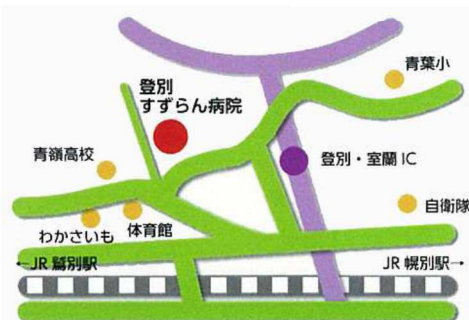 青葉小
登別
すずらん病院
青嶺高校
登別・室蘭 IC
自衛隊
わかさいも
体育館
←JR 鷲別駅
JR 幌別駅→